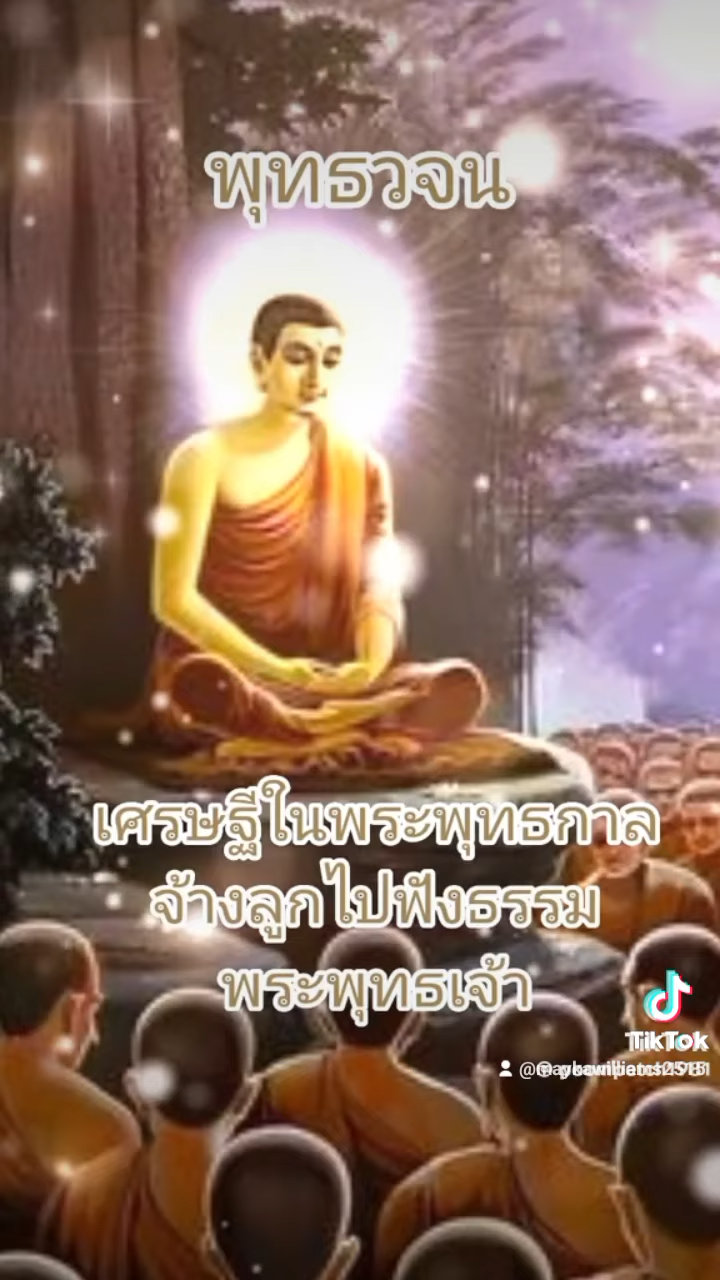 พุทธวจน
เศรษฐีในพระพุทธกาล
จ้างลูกไปฟังธรรม
พระพุทธเจ้า
TikTok